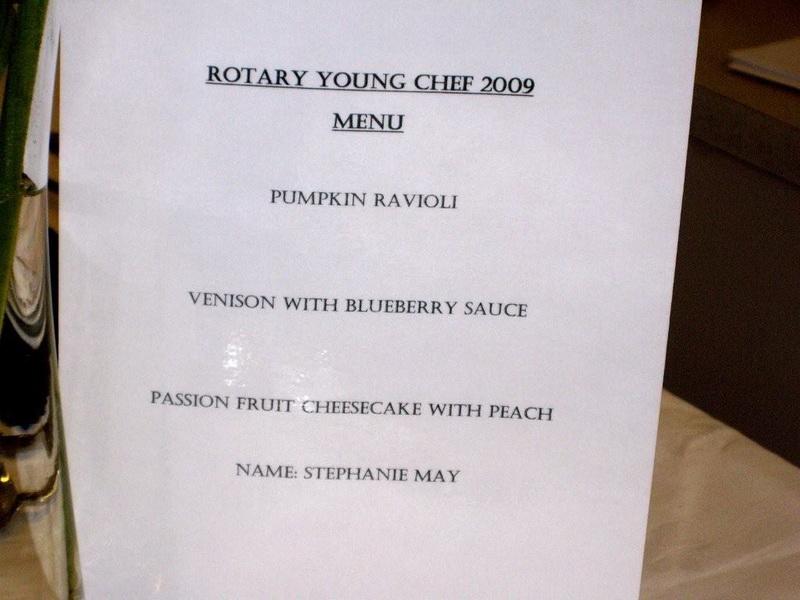 ROTARY YOUNG CHEF 2009
MENU
PUMPKIN RAVIOLI
VENISON WITH BLUEBERRY SAUCE
PASSION FRUIT CHEESECAKE WITH PEACH
NAME: STEPHANIE MAY